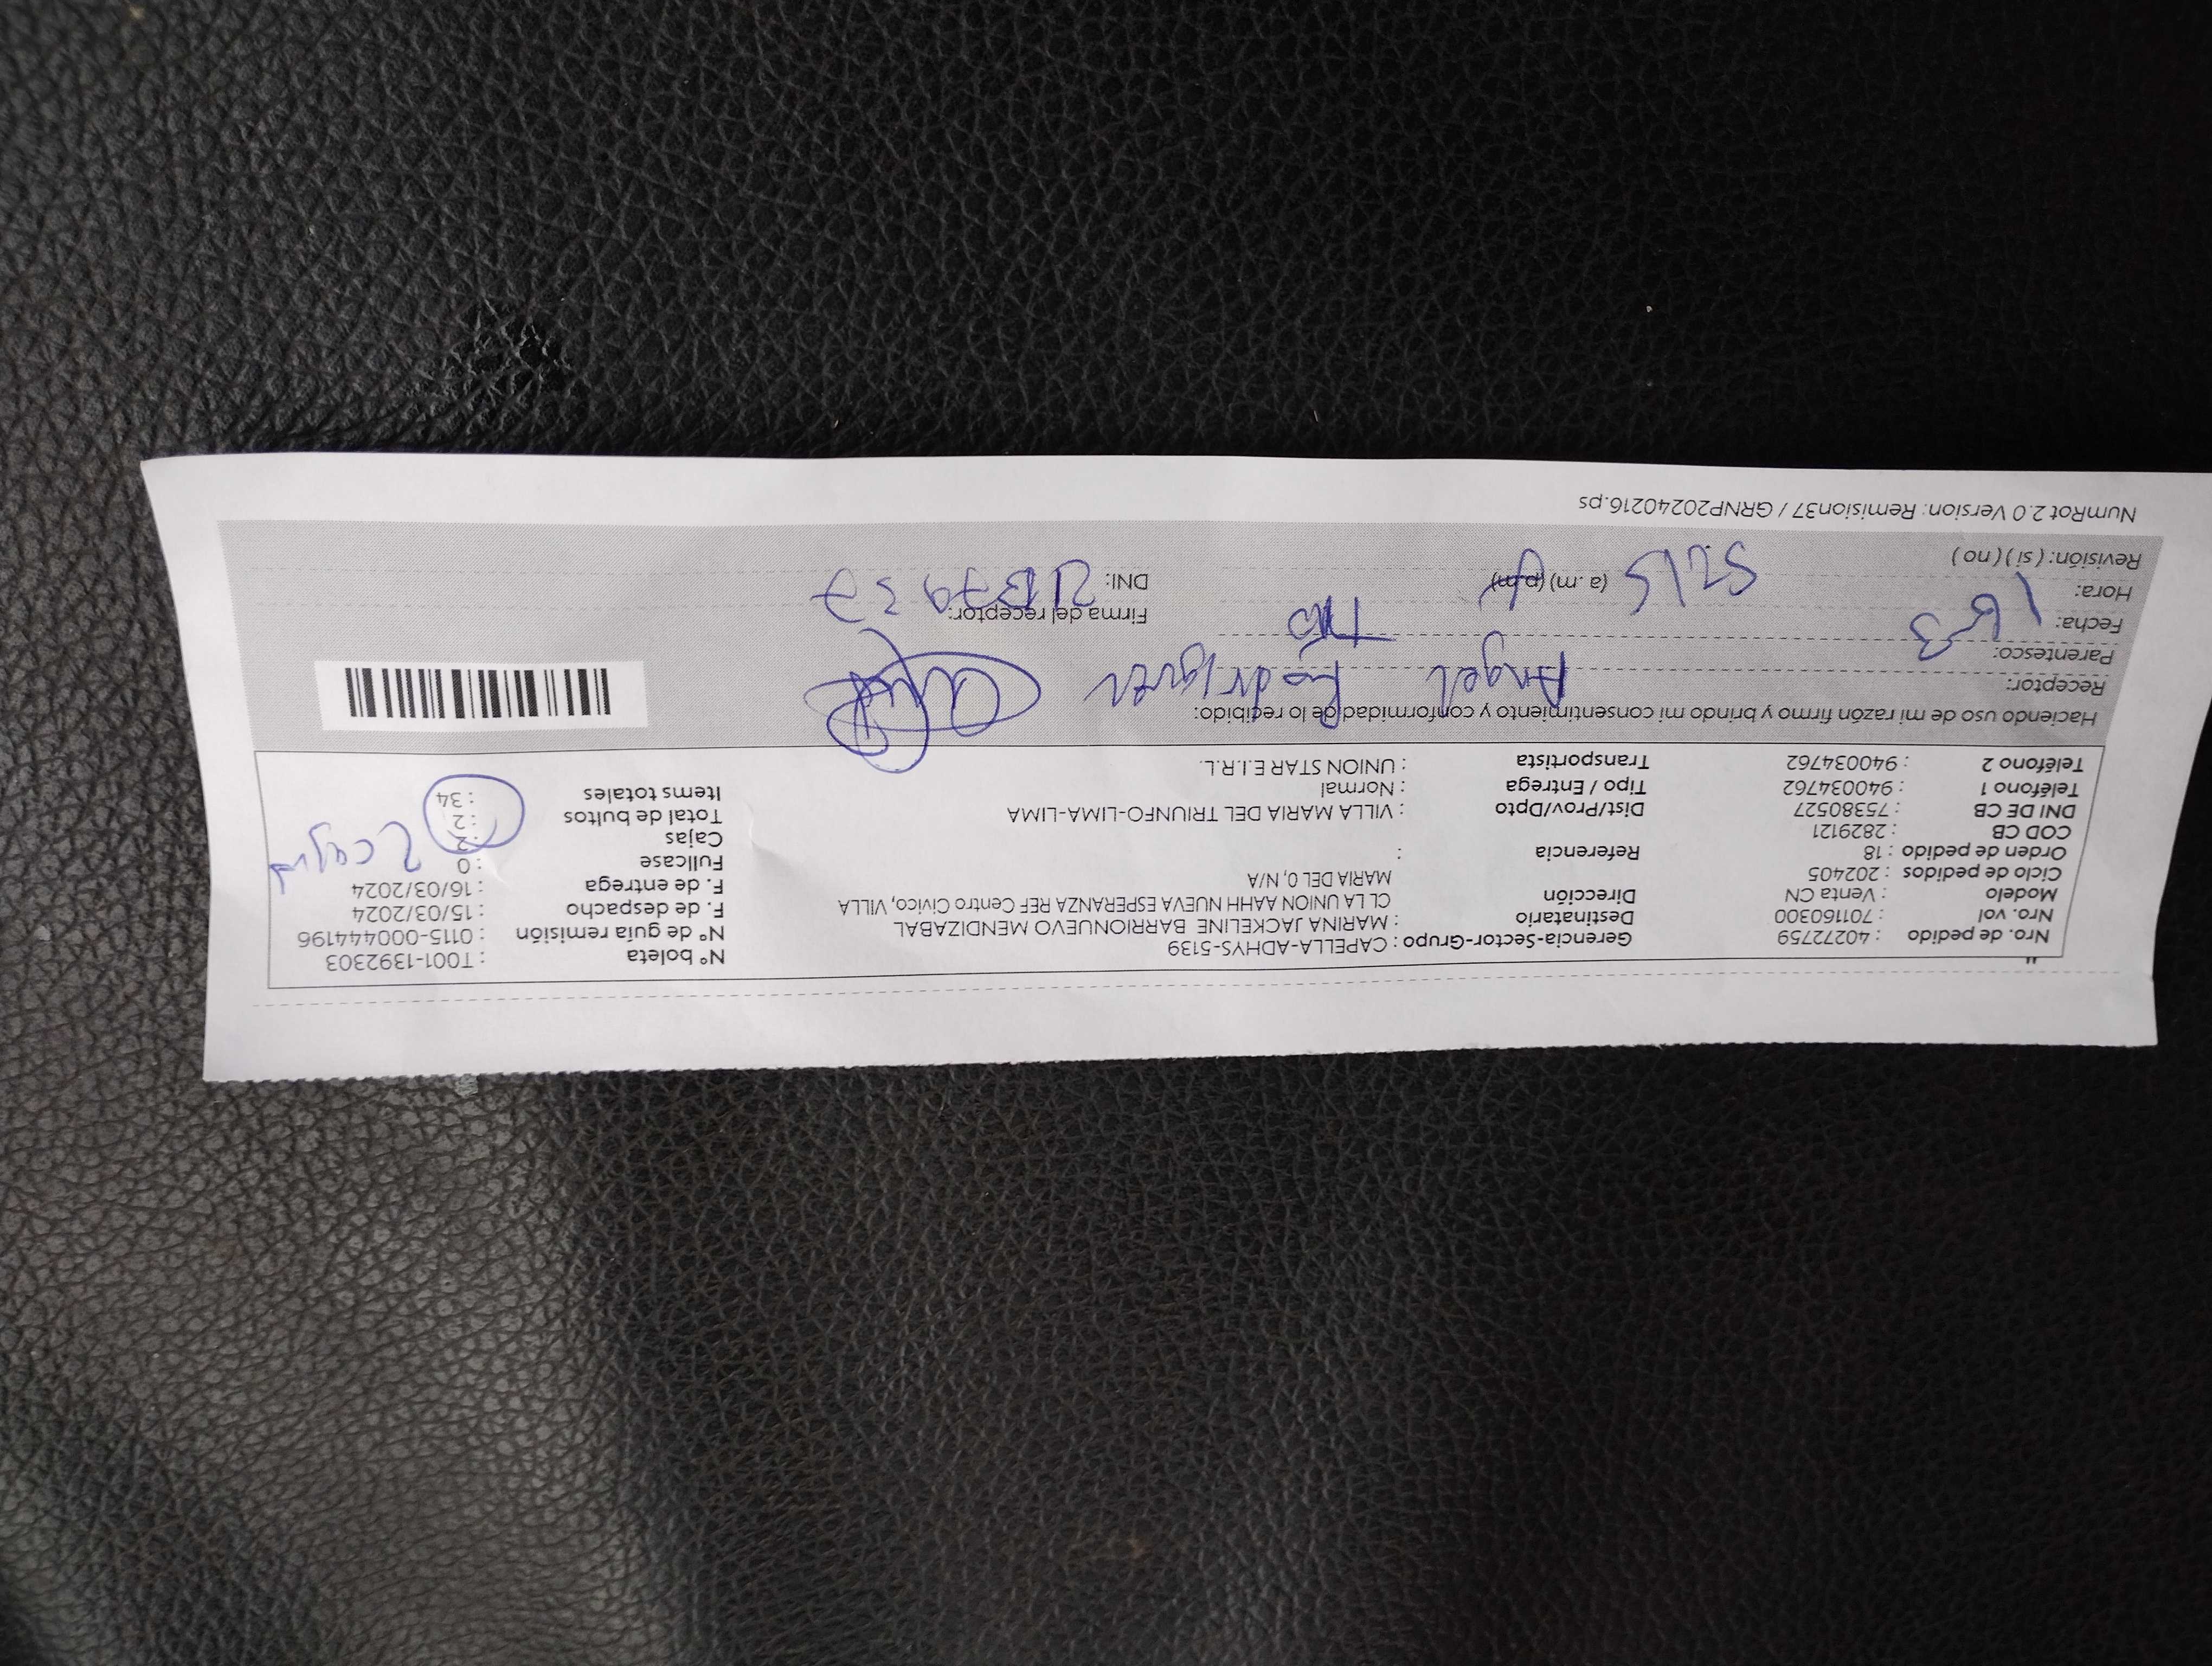 Nro. de pedido : 40272759 Gerencia-Sector-Grupo : CAPELLA-ADHYS-5139 N° boleta : T001-1392303
Nro. vol : 701160300 Destinatario : MARINA JACKELINE BARRIONUEVO MENDIZABAL N° de guía remisión : 0115-000444196
Modelo : Venta CN Dirección CLLA UNION AAHH NUEVA ESPERANZA REF Centro Cívico, VILLA F. de despacho : 15/03/2024
Ciclo de pedidos : 202405 MARIA DEL 0, N/A F. de entrega : 16/03/2024
Orden de pedido : 18 Referencia : Fullcase : 0
COD CB : 2829121 Cajas : 2 2 cajas
DNI DE CB : 75380527 Dist/Prov/Dpto : VILLA MARIA DEL TRIUNFO-LIMA-LIMA Total de bultos : 2
Teléfono 1 : 940034762 Tipo / Entrega : Normal Items totales : 34
Teléfono 2 : 940034762 Transportista : UNION STAR E.I.R.L.
Haciendo uso de mi razón firmo y brindo mi consentimiento y conformidad de lo recibido:
Receptor: Angel Rodriguez
Parentesco: TIO
Fecha: 16 3 Firma del receptor:
Hora: (a.m) (p.m) DNI:
Revisión: ( si ) ( no )
NumRot 2.0 Version: Remision37 / GRNP20240216.ps